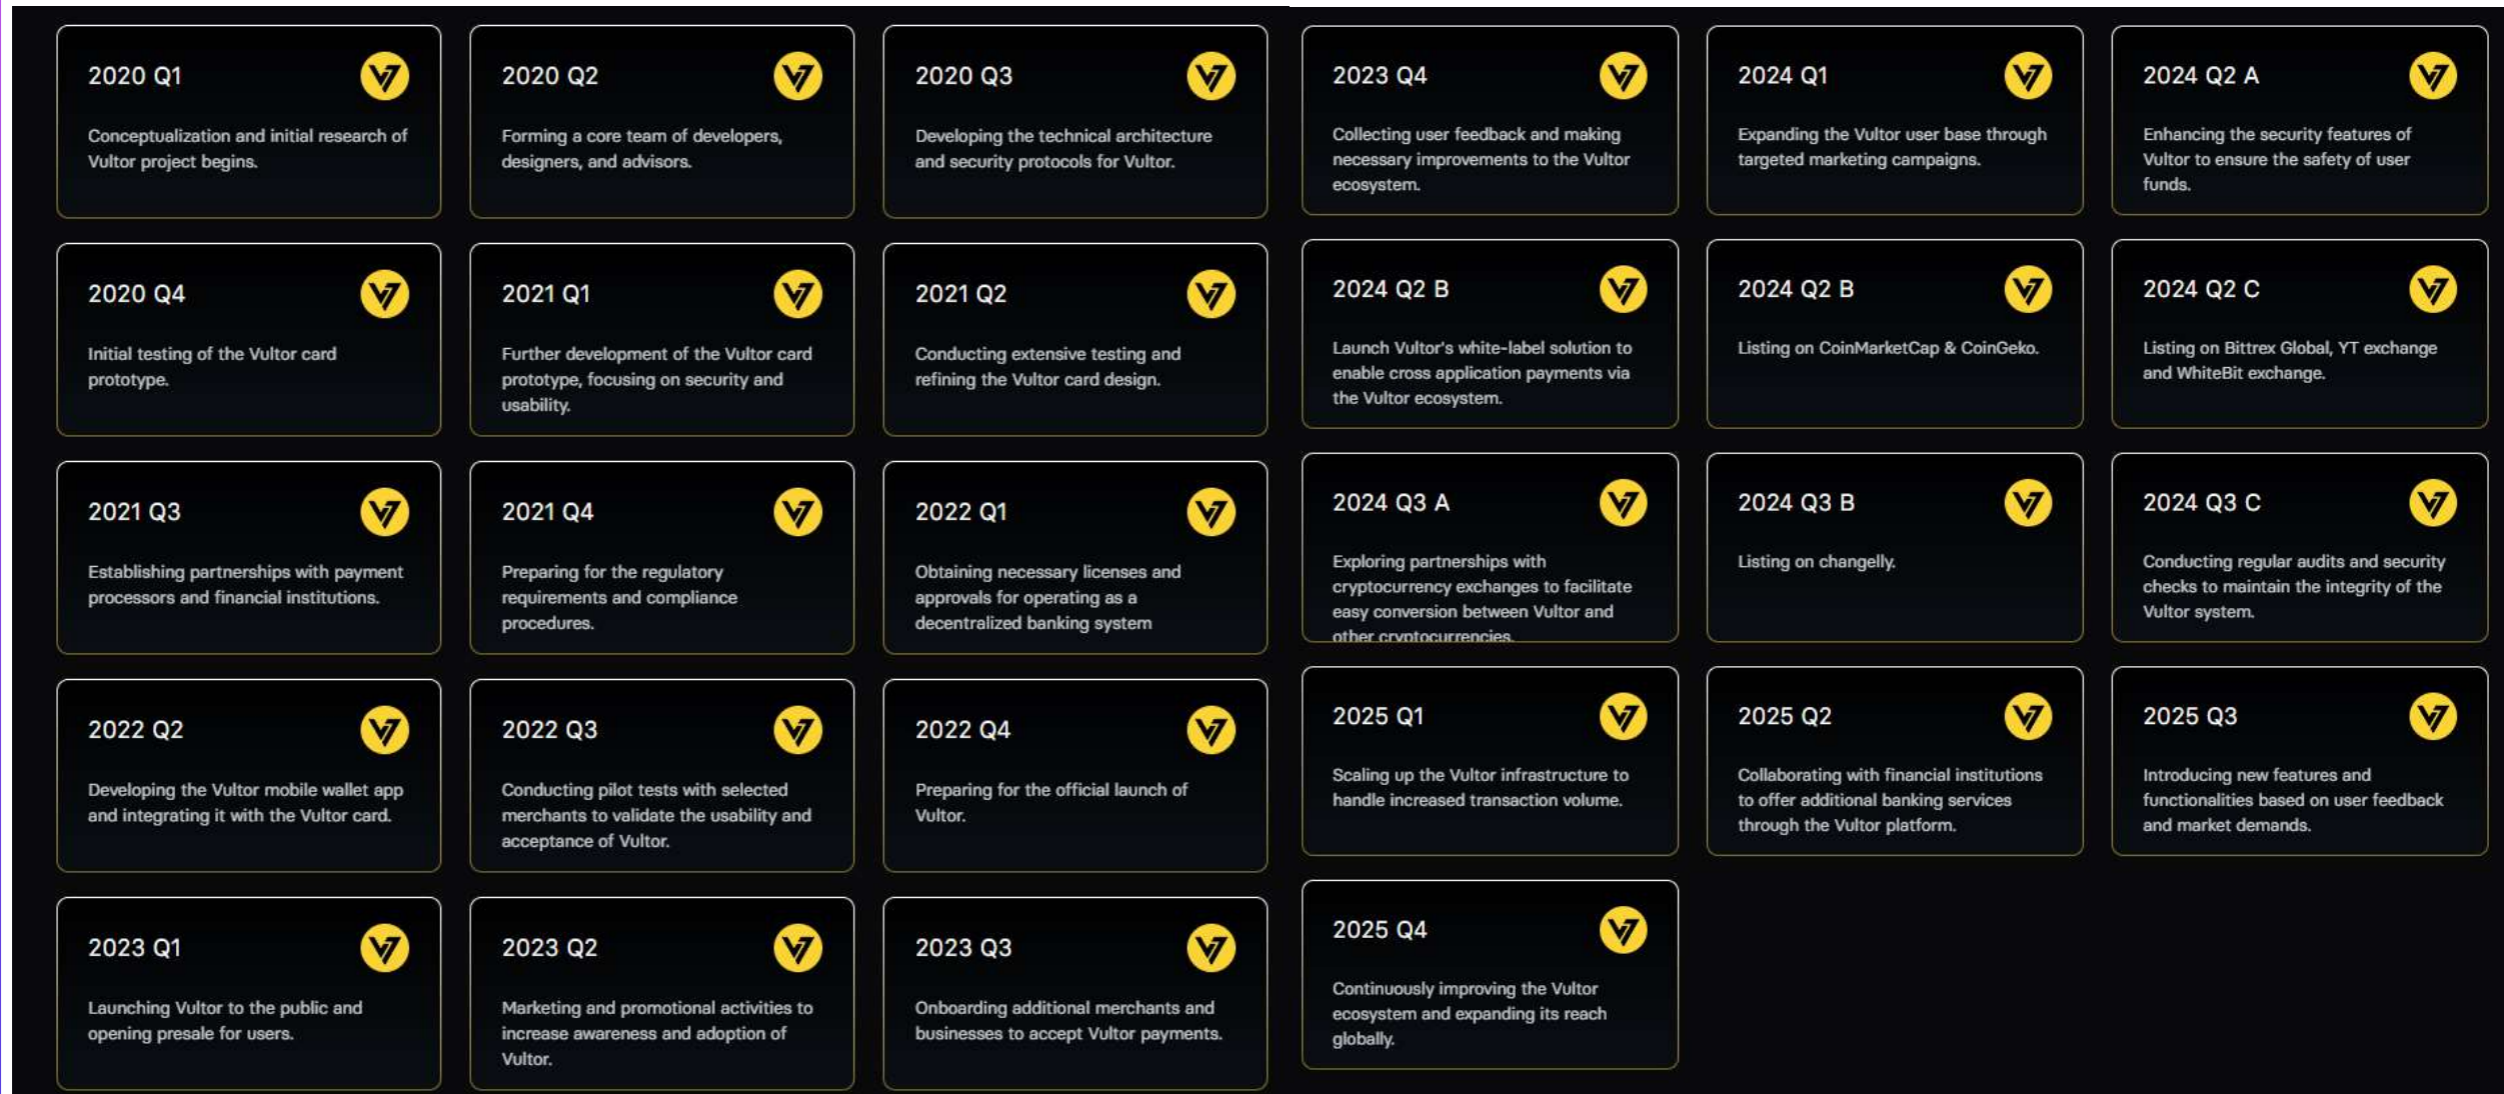 2020 Q1
Conceptualization and initial research of
Vultor project begins.
2020 Q2
Forming a core team of developers,
designers, and advisors.
2020 Q3
Developing the technical architecture
and security protocols for Vultor.
2020 Q4
Initial testing of the Vultor card
prototype.
2021 Q1
Further development of the Vultor card
prototype, focusing on security and
usability.
2021 Q2
Conducting extensive testing and
refining the Vultor card design.
2021 Q3
Establishing partnerships with payment
processors and financial institutions.
2021 Q4
Preparing for the regulatory
requirements and compliance
procedures.
2022 Q1
Obtaining necessary licenses and
approvals for operating as a
decentralized banking system
2022 Q2
Developing the Vultor mobile wallet app
and integrating it with the Vultor card.
2022 Q3
Conducting pilot tests with selected
merchants to validate the usability and
acceptance of Vultor.
2022 Q4
Preparing for the official launch of
Vultor.
2023 Q1
Launching Vultor to the public and
opening presale for users.
2023 Q2
Marketing and promotional activities to
increase awareness and adoption of
Vultor.
2023 Q3
Onboarding additional merchants and
businesses to accept Vultor payments.
2023 Q4
Collecting user feedback and making
necessary improvements to the Vultor
ecosystem.
2024 Q1
Expanding the Vultor user base through
targeted marketing campaigns.
2024 Q2 A
Enhancing the security features of
Vultor to ensure the safety of user
funds.
2024 Q2 B
Launch Vultor's white-label solution to
enable cross application payments via
the Vultor ecosystem.
2024 Q2 B
Listing on CoinMarketCap & CoinGeko.
2024 Q2 C
Listing on Bittrex Global, YT exchange
and WhiteBit exchange.
2024 Q3 A
Exploring partnerships with
cryptocurrency exchanges to facilitate
easy conversion between Vultor and
other cryptocurrencies.
2024 Q3 B
Listing on changelly.
2024 Q3 C
Conducting regular audits and security
checks to maintain the integrity of the
Vultor system.
2025 Q1
Scaling up the Vultor infrastructure to
handle increased transaction volume.
2025 Q2
Collaborating with financial institutions
to offer additional banking services
through the Vultor platform.
2025 Q3
Introducing new features and
functionalities based on user feedback
and market demands.
2025 Q4
Continuously improving the Vultor
ecosystem and expanding its reach
globally.